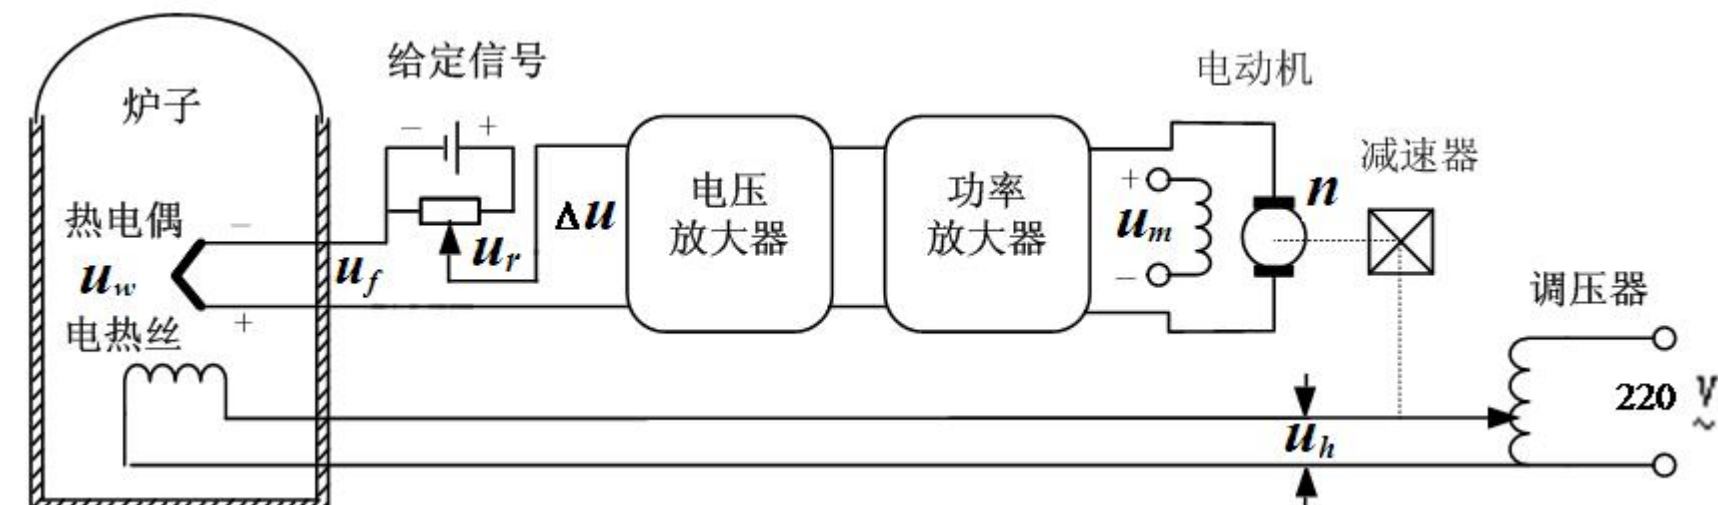 给定信号
电动机
炉子
− +
减速器
热电偶
−
u_w
+
电热丝
u_f
u_r
Δu
电压
放大器
功率
放大器
+
u_m
−
n
调压器
220 V
~
u_h